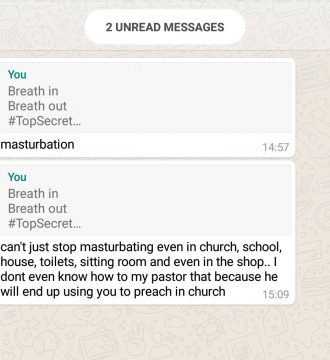 2 UNREAD MESSAGES
You
Breath in
Breath out
#TopSecret…
masturbation
14:57
You
Breath in
Breath out
#TopSecret…
can't just stop masturbating even in church, school,
house, toilets, sitting room and even in the shop.. I
dont even know how to my pastor that because he
will end up using you to preach in church
15:09